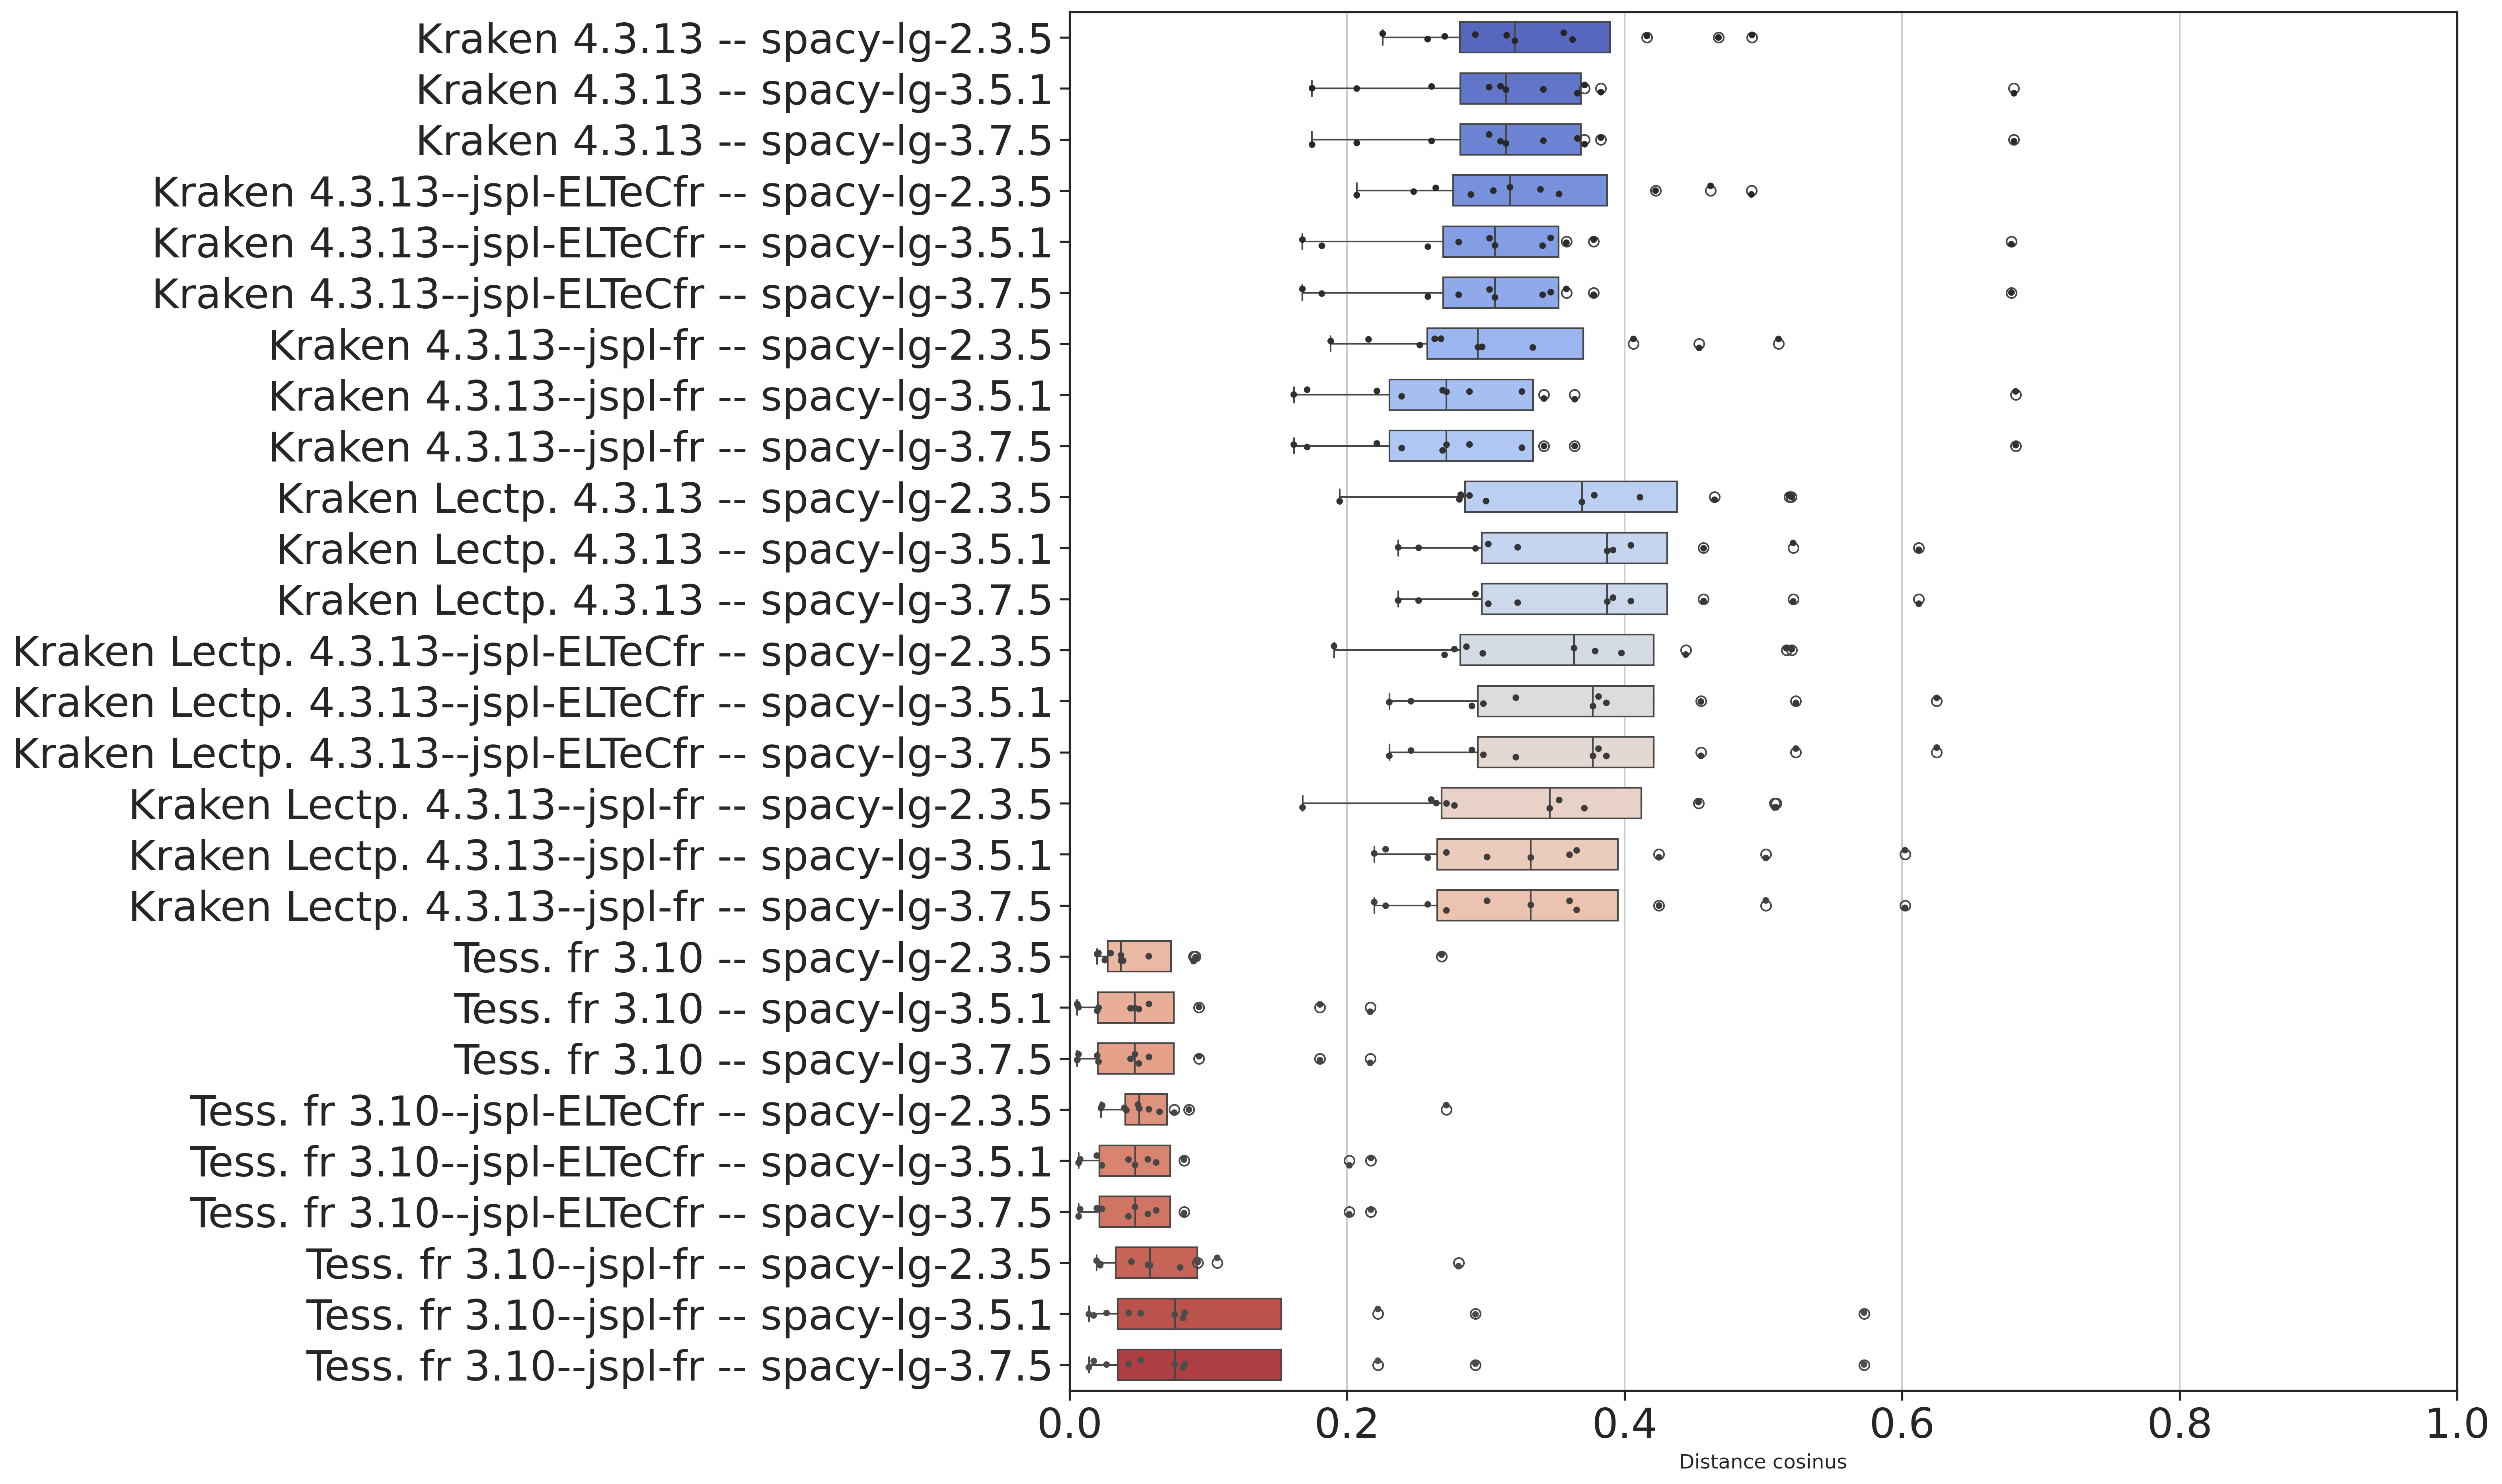 Kraken 4.3.13 -- spacy-lg-2.3.5
Kraken 4.3.13 -- spacy-lg-3.5.1
Kraken 4.3.13 -- spacy-lg-3.7.5
Kraken 4.3.13--jspl-ELTeCfr -- spacy-lg-2.3.5
Kraken 4.3.13--jspl-ELTeCfr -- spacy-lg-3.5.1
Kraken 4.3.13--jspl-ELTeCfr -- spacy-lg-3.7.5
Kraken 4.3.13--jspl-fr -- spacy-lg-2.3.5
Kraken 4.3.13--jspl-fr -- spacy-lg-3.5.1
Kraken 4.3.13--jspl-fr -- spacy-lg-3.7.5
Kraken Lectp. 4.3.13 -- spacy-lg-2.3.5
Kraken Lectp. 4.3.13 -- spacy-lg-3.5.1
Kraken Lectp. 4.3.13 -- spacy-lg-3.7.5
Kraken Lectp. 4.3.13--jspl-ELTeCfr -- spacy-lg-2.3.5
Kraken Lectp. 4.3.13--jspl-ELTeCfr -- spacy-lg-3.5.1
Kraken Lectp. 4.3.13--jspl-ELTeCfr -- spacy-lg-3.7.5
Kraken Lectp. 4.3.13--jspl-fr -- spacy-lg-2.3.5
Kraken Lectp. 4.3.13--jspl-fr -- spacy-lg-3.5.1
Kraken Lectp. 4.3.13--jspl-fr -- spacy-lg-3.7.5
Tess. fr 3.10 -- spacy-lg-2.3.5
Tess. fr 3.10 -- spacy-lg-3.5.1
Tess. fr 3.10 -- spacy-lg-3.7.5
Tess. fr 3.10--jspl-ELTeCfr -- spacy-lg-2.3.5
Tess. fr 3.10--jspl-ELTeCfr -- spacy-lg-3.5.1
Tess. fr 3.10--jspl-ELTeCfr -- spacy-lg-3.7.5
Tess. fr 3.10--jspl-fr -- spacy-lg-2.3.5
Tess. fr 3.10--jspl-fr -- spacy-lg-3.5.1
Tess. fr 3.10--jspl-fr -- spacy-lg-3.7.5
0.0 0.2 0.4 0.6 0.8 1.0
Distance cosinus